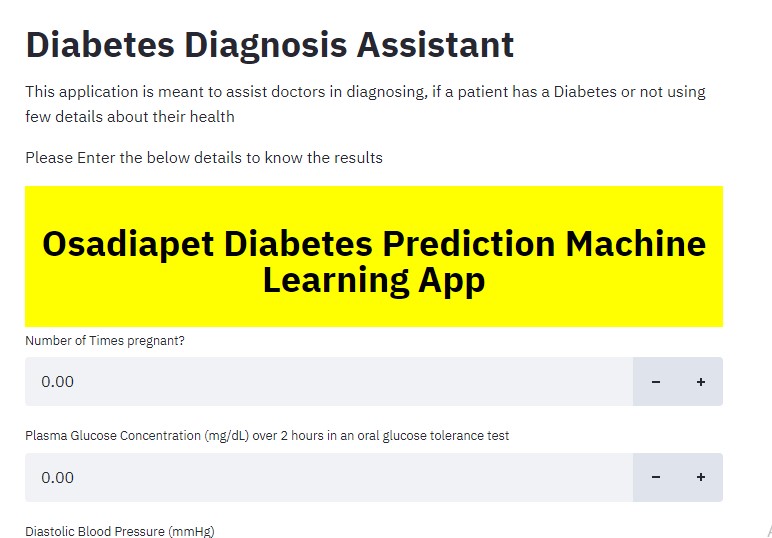 Diabetes Diagnosis Assistant
This application is meant to assist doctors in diagnosing, if a patient has a Diabetes or not using
few details about their health
Please Enter the below details to know the results
Osadiapet Diabetes Prediction Machine
Learning App
Number of Times pregnant?
0.00
− +
Plasma Glucose Concentration (mg/dL) over 2 hours in an oral glucose tolerance test
0.00
− +
Diastolic Blood Pressure (mmHg)